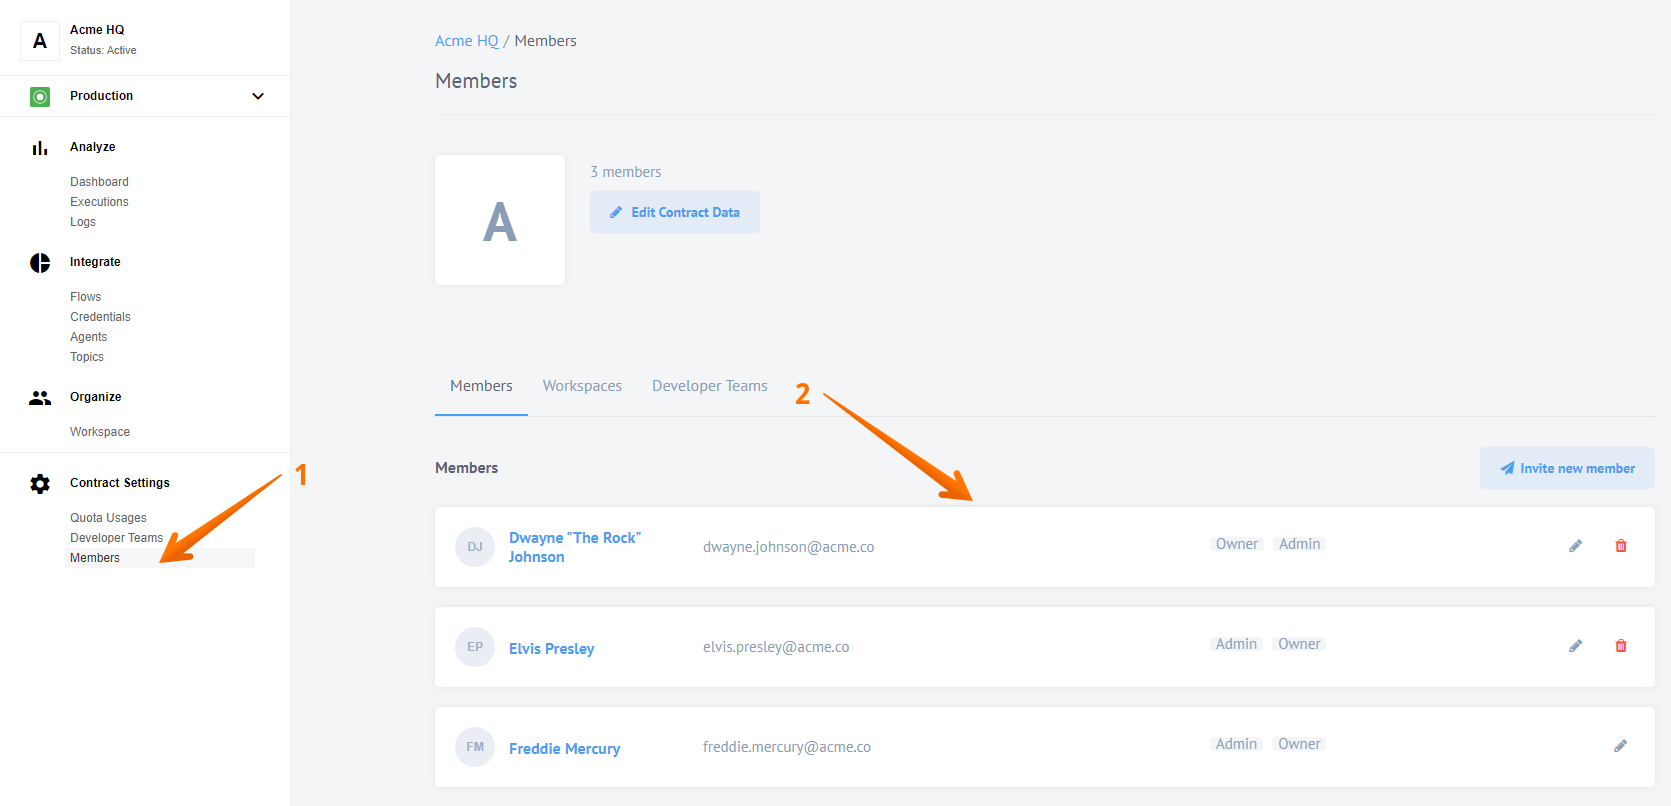 A
Acme HQ
Status: Active
Production
Analyze
Dashboard
Executions
Logs
Integrate
Flows
Credentials
Agents
Topics
Organize
Workspace
Contract Settings
Quota Usages
Developer Teams
Members
1
Acme HQ / Members
Members
A
3 members
Edit Contract Data
Members Workspaces Developer Teams
2
Members
Invite new member
DJ
Dwayne "The Rock"
Johnson
dwayne.johnson@acme.co
Owner Admin
EP
Elvis Presley
elvis.presley@acme.co
Admin Owner
FM
Freddie Mercury
freddie.mercury@acme.co
Admin Owner